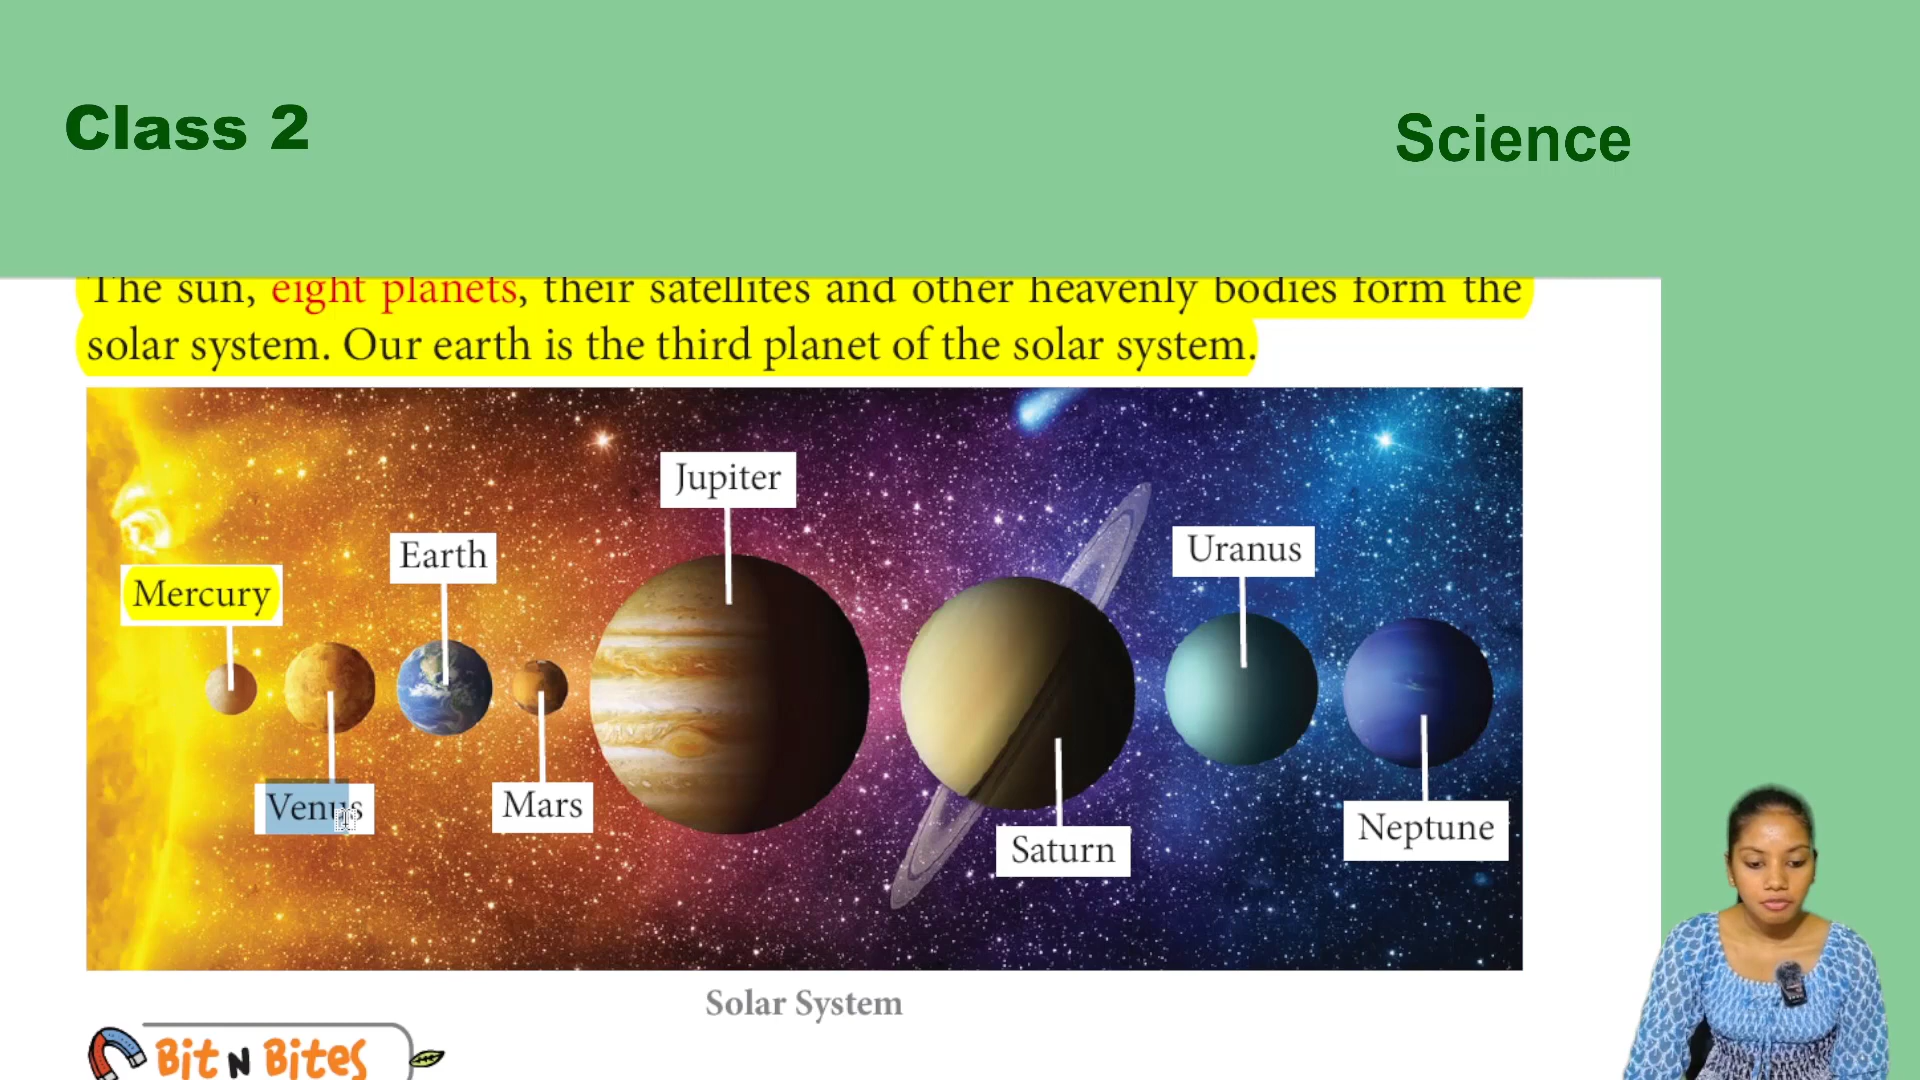 Class 2
Science
The sun, eight planets, their satellites and other heavenly bodies form the
solar system. Our earth is the third planet of the solar system.
Jupiter
Earth
Uranus
Mercury
Venus
Mars
Neptune
Saturn
Solar System
Bit N Bites